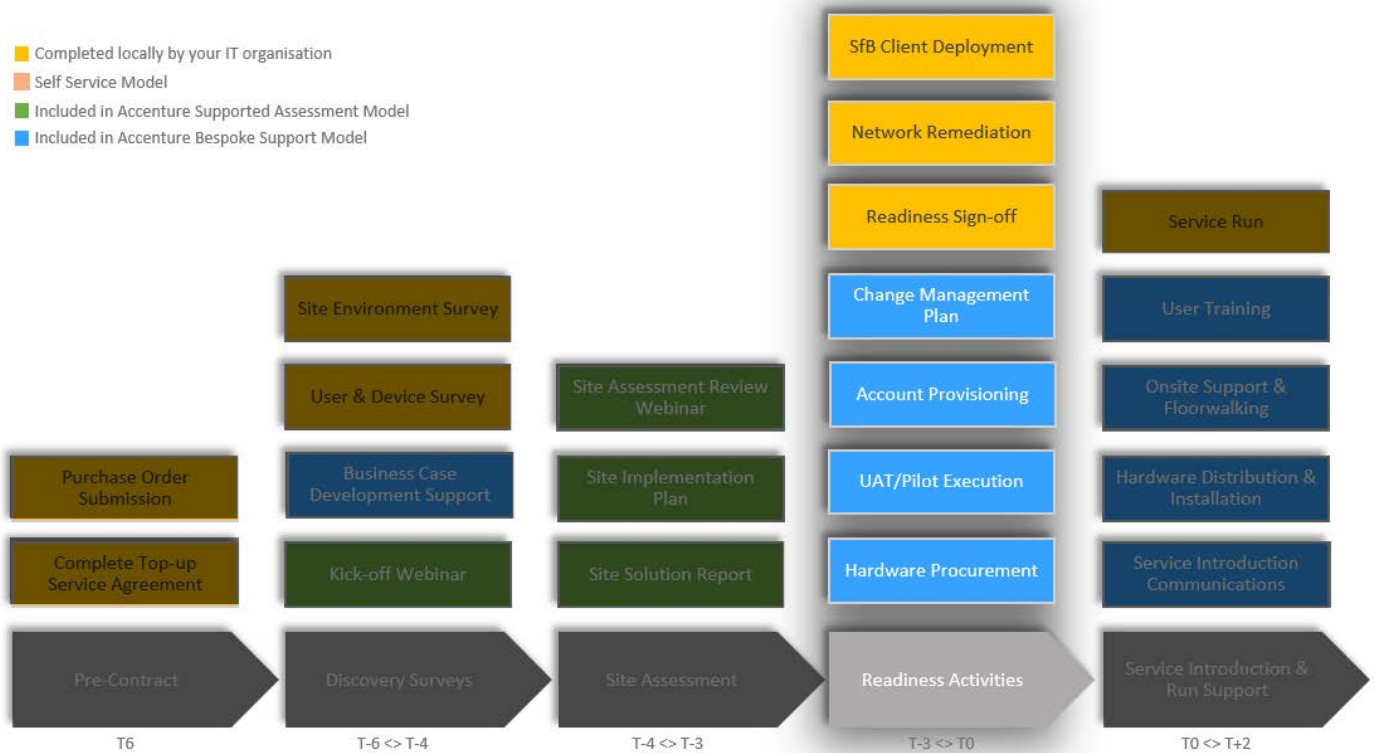 Completed locally by your IT organisation
Self Service Model
Included in Accenture Supported Assessment Model
Included in Accenture Bespoke Support Model
Purchase Order
Submission
Complete Top-up
Service Agreement
Pre-Contract
T6
Site Environment Survey
User & Device Survey
Business Case
Development Support
Kick-off Webinar
Discovery Surveys
T-6 <> T-4
Site Assessment Review
Webinar
Site Implementation
Plan
Site Solution Report
Site Assessment
T-4 <> T-3
SfB Client Deployment
Network Remediation
Readiness Sign-off
Change Management
Plan
Account Provisioning
UAT/Pilot Execution
Hardware Procurement
Readiness Activities
T-3 <> T0
Service Run
User Training
Onsite Support &
Floorwalking
Hardware Distribution &
Installation
Service Introduction
Communications
Service Introduction &
Run Support
T0 <> T+2